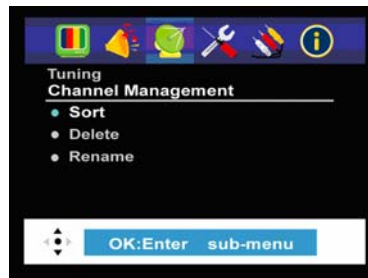 Tuning
Channel Management
Sort
Delete
Rename
OK:Enter sub-menu